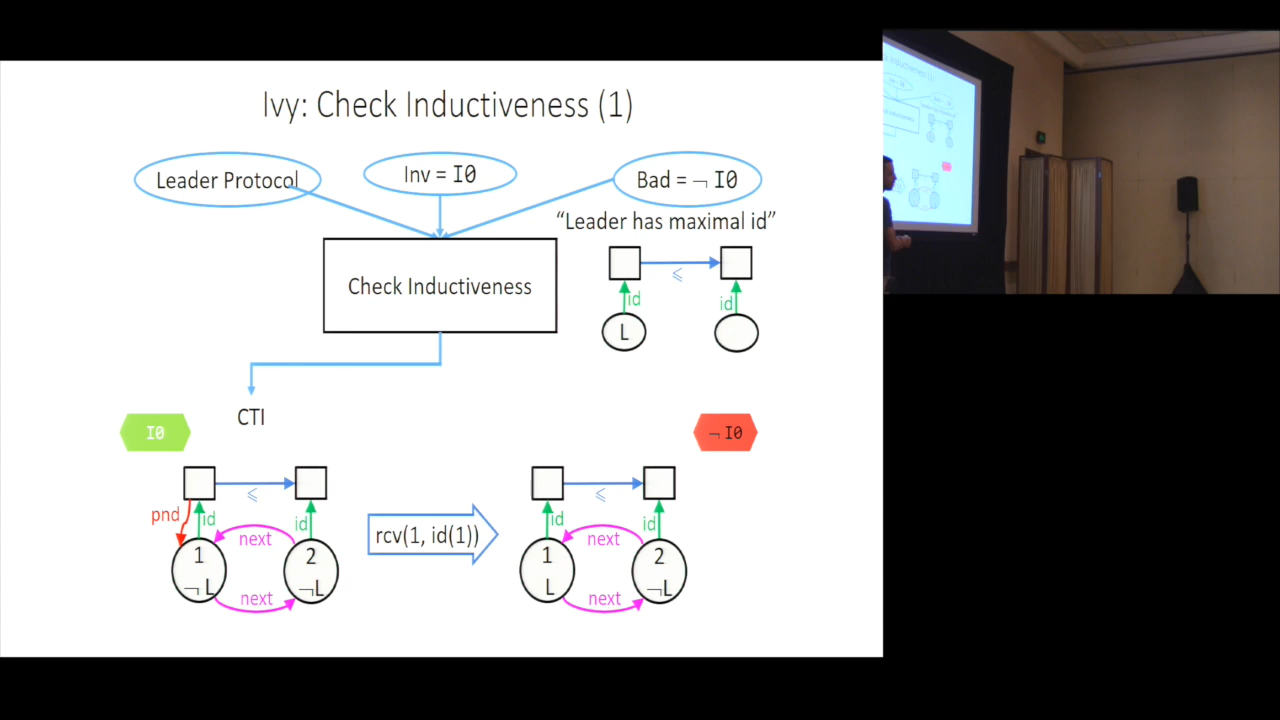 Ivy: Check Inductiveness (1)
Leader Protocol
Inv = I0
Bad = ¬ I0
"Leader has maximal id"
Check Inductiveness
⩽
id
id
L
CTI
I0
¬ I0
⩽
pnd
id
id
next
1
¬ L
2
¬L
next
rcv(1, id(1))
⩽
id
id
next
1
L
2
¬L
next